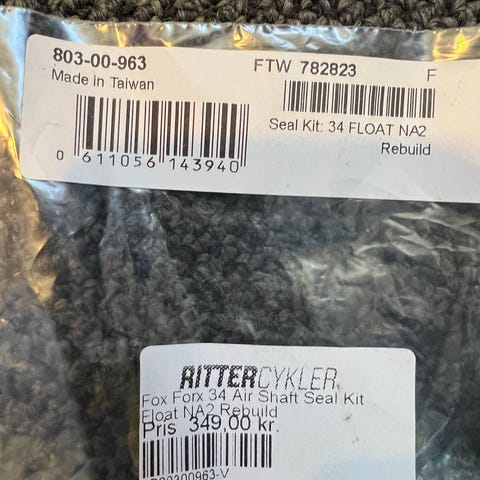 803-00-963
Made in Taiwan
0 611056 143940
FTW 782823 F
Seal Kit: 34 FLOAT NA2
Rebuild
RITTERCYKLER
Fox Forx 34 Air Shaft Seal Kit
Float NA2 Rebuild
Pris 349,00 kr.